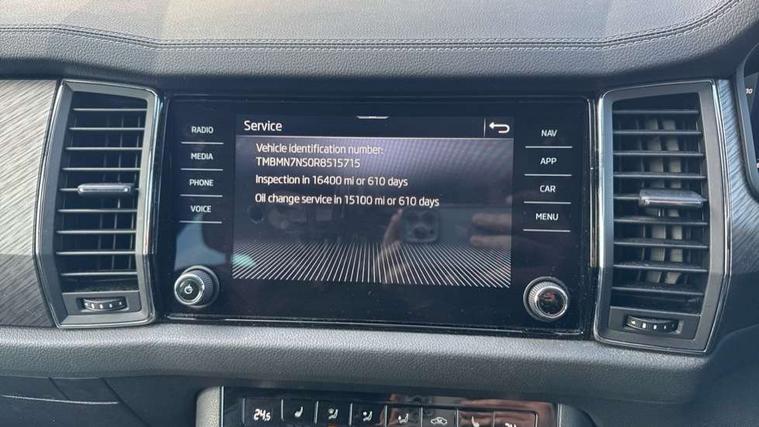 RADIO
MEDIA
PHONE
VOICE
Service
Vehicle identification number:
TMBMN7NS0R8515715
Inspection in 16400 mi or 610 days
Oil change service in 15100 mi or 610 days
NAV
APP
CAR
MENU
24.5